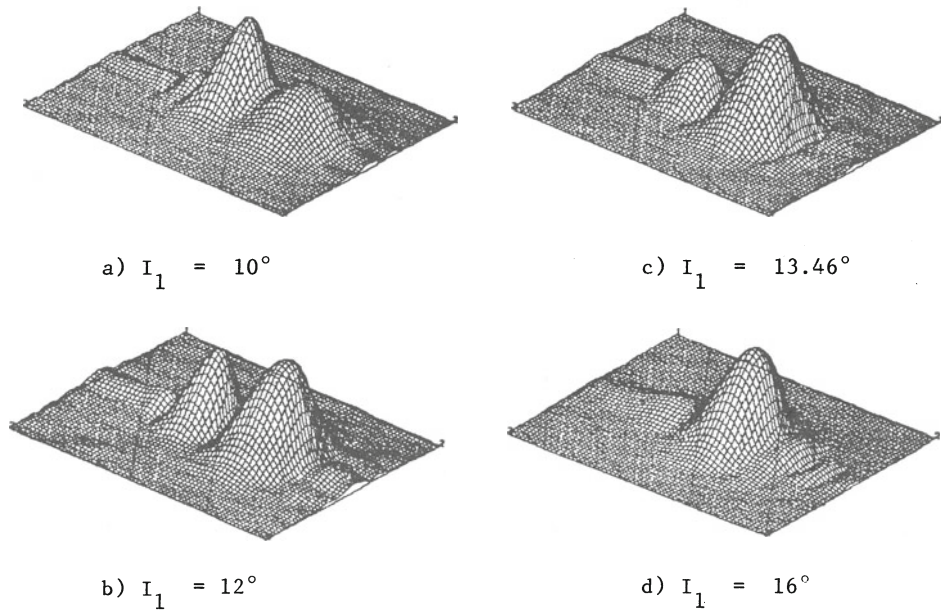 a) I₁ = 10°
c) I₁ = 13.46°
b) I₁ = 12°
d) I₁ = 16°